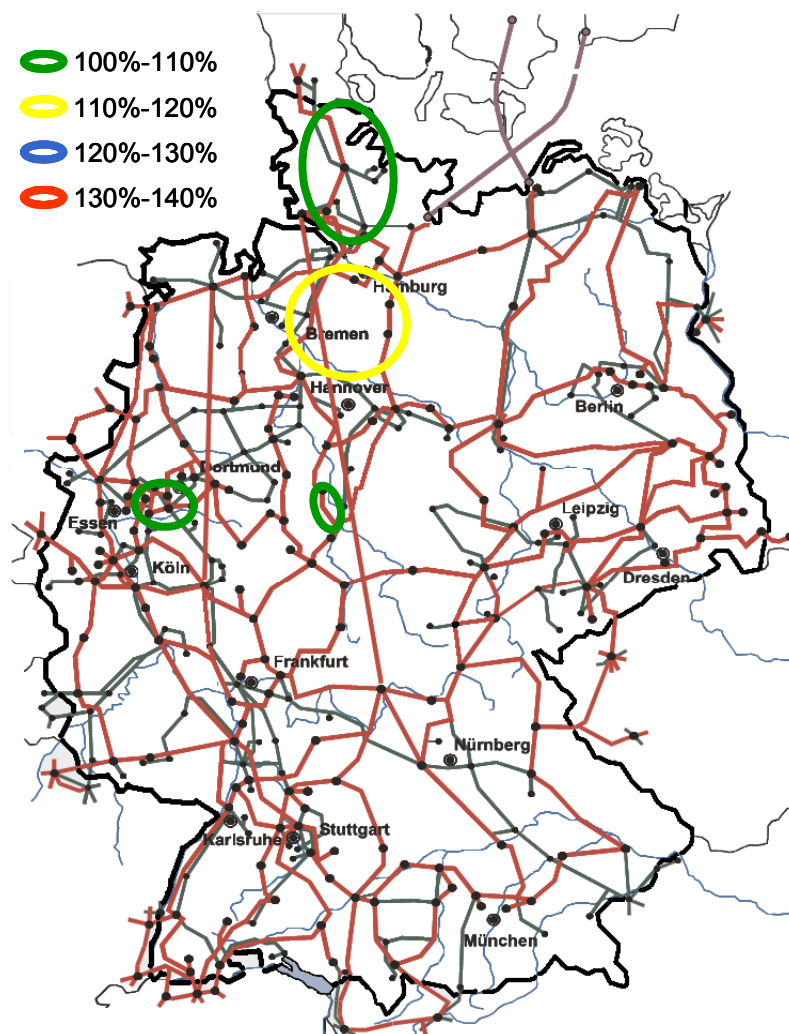 100%-110%
110%-120%
120%-130%
130%-140%
Hamburg
Bremen
Hannover
Berlin
Dortmund
Essen
Leipzig
Köln
Dresden
Frankfurt
Nürnberg
Karlsruhe
Stuttgart
München